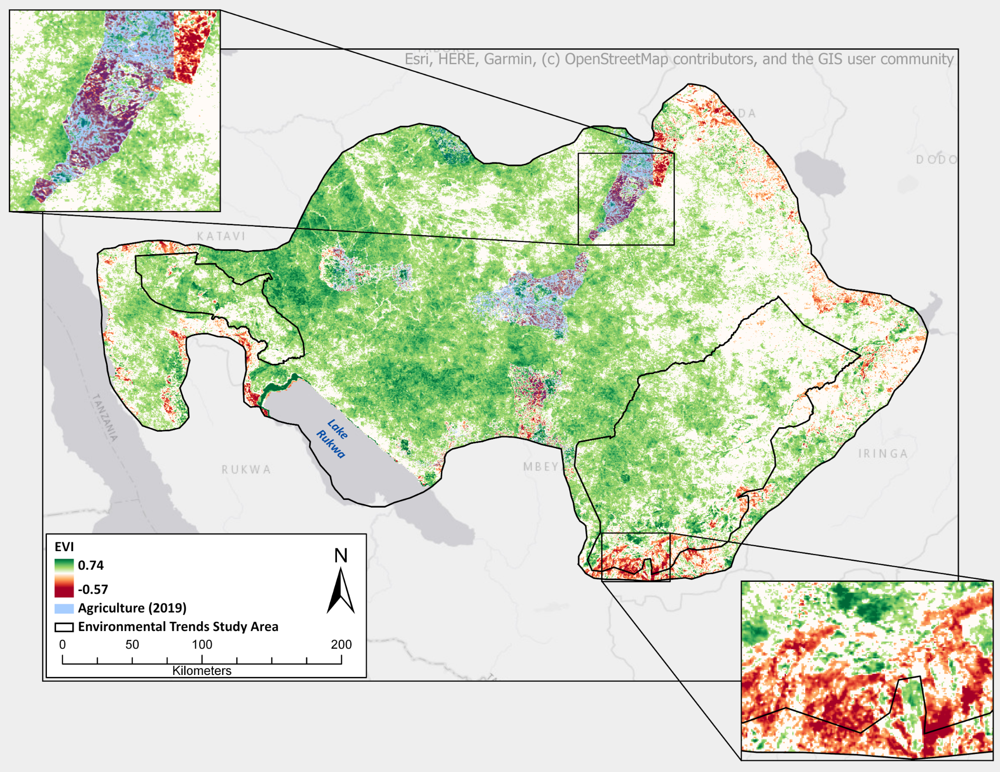 Esri, HERE, Garmin, (c) OpenStreetMap contributors, and the GIS user community
KATAVI
DODO
TANZANIA
Lake
Rukwa
RUKWA
MBEY
IRINGA
EVI
0.74
-0.57
Agriculture (2019)
Environmental Trends Study Area
N
0 50 100 200
Kilometers